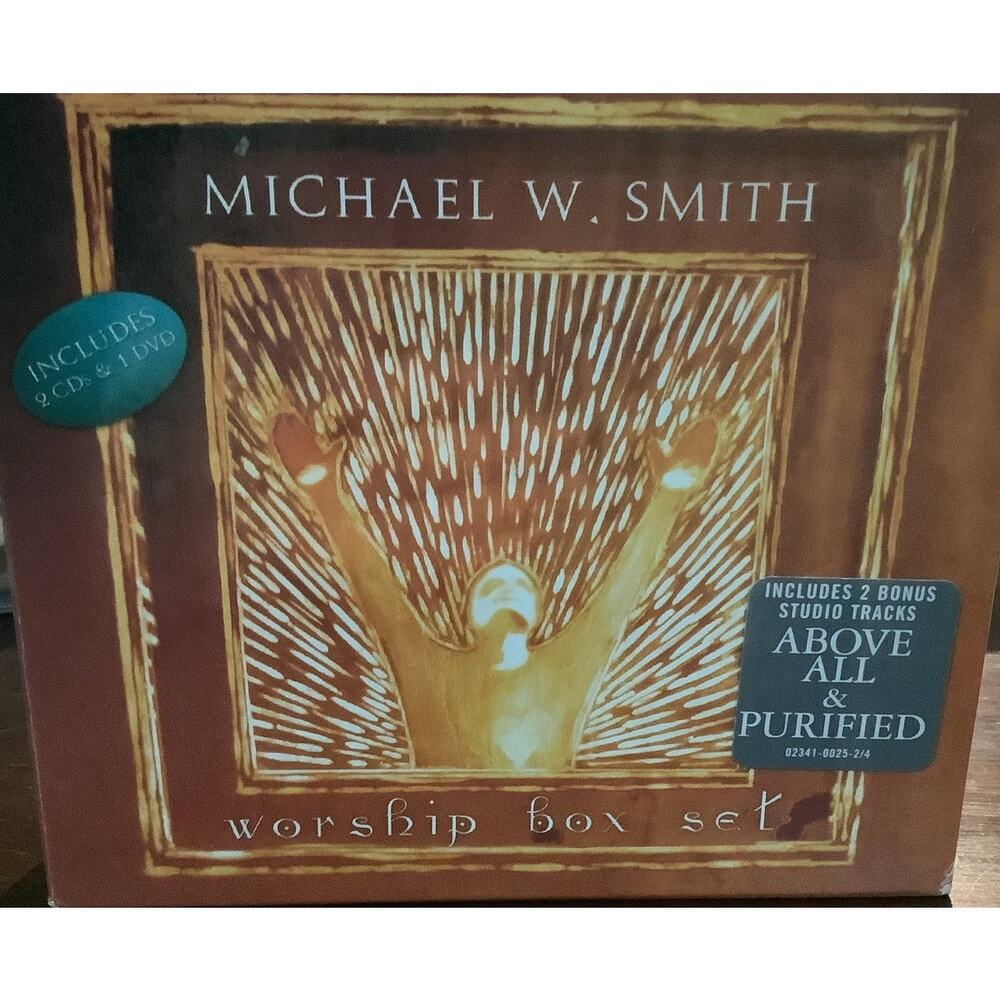 MICHAEL W. SMITH
INCLUDES
2 CDs & 1 DVD
INCLUDES 2 BONUS
STUDIO TRACKS
ABOVE
ALL
&
PURIFIED
02341-0025-2/4
worship box set